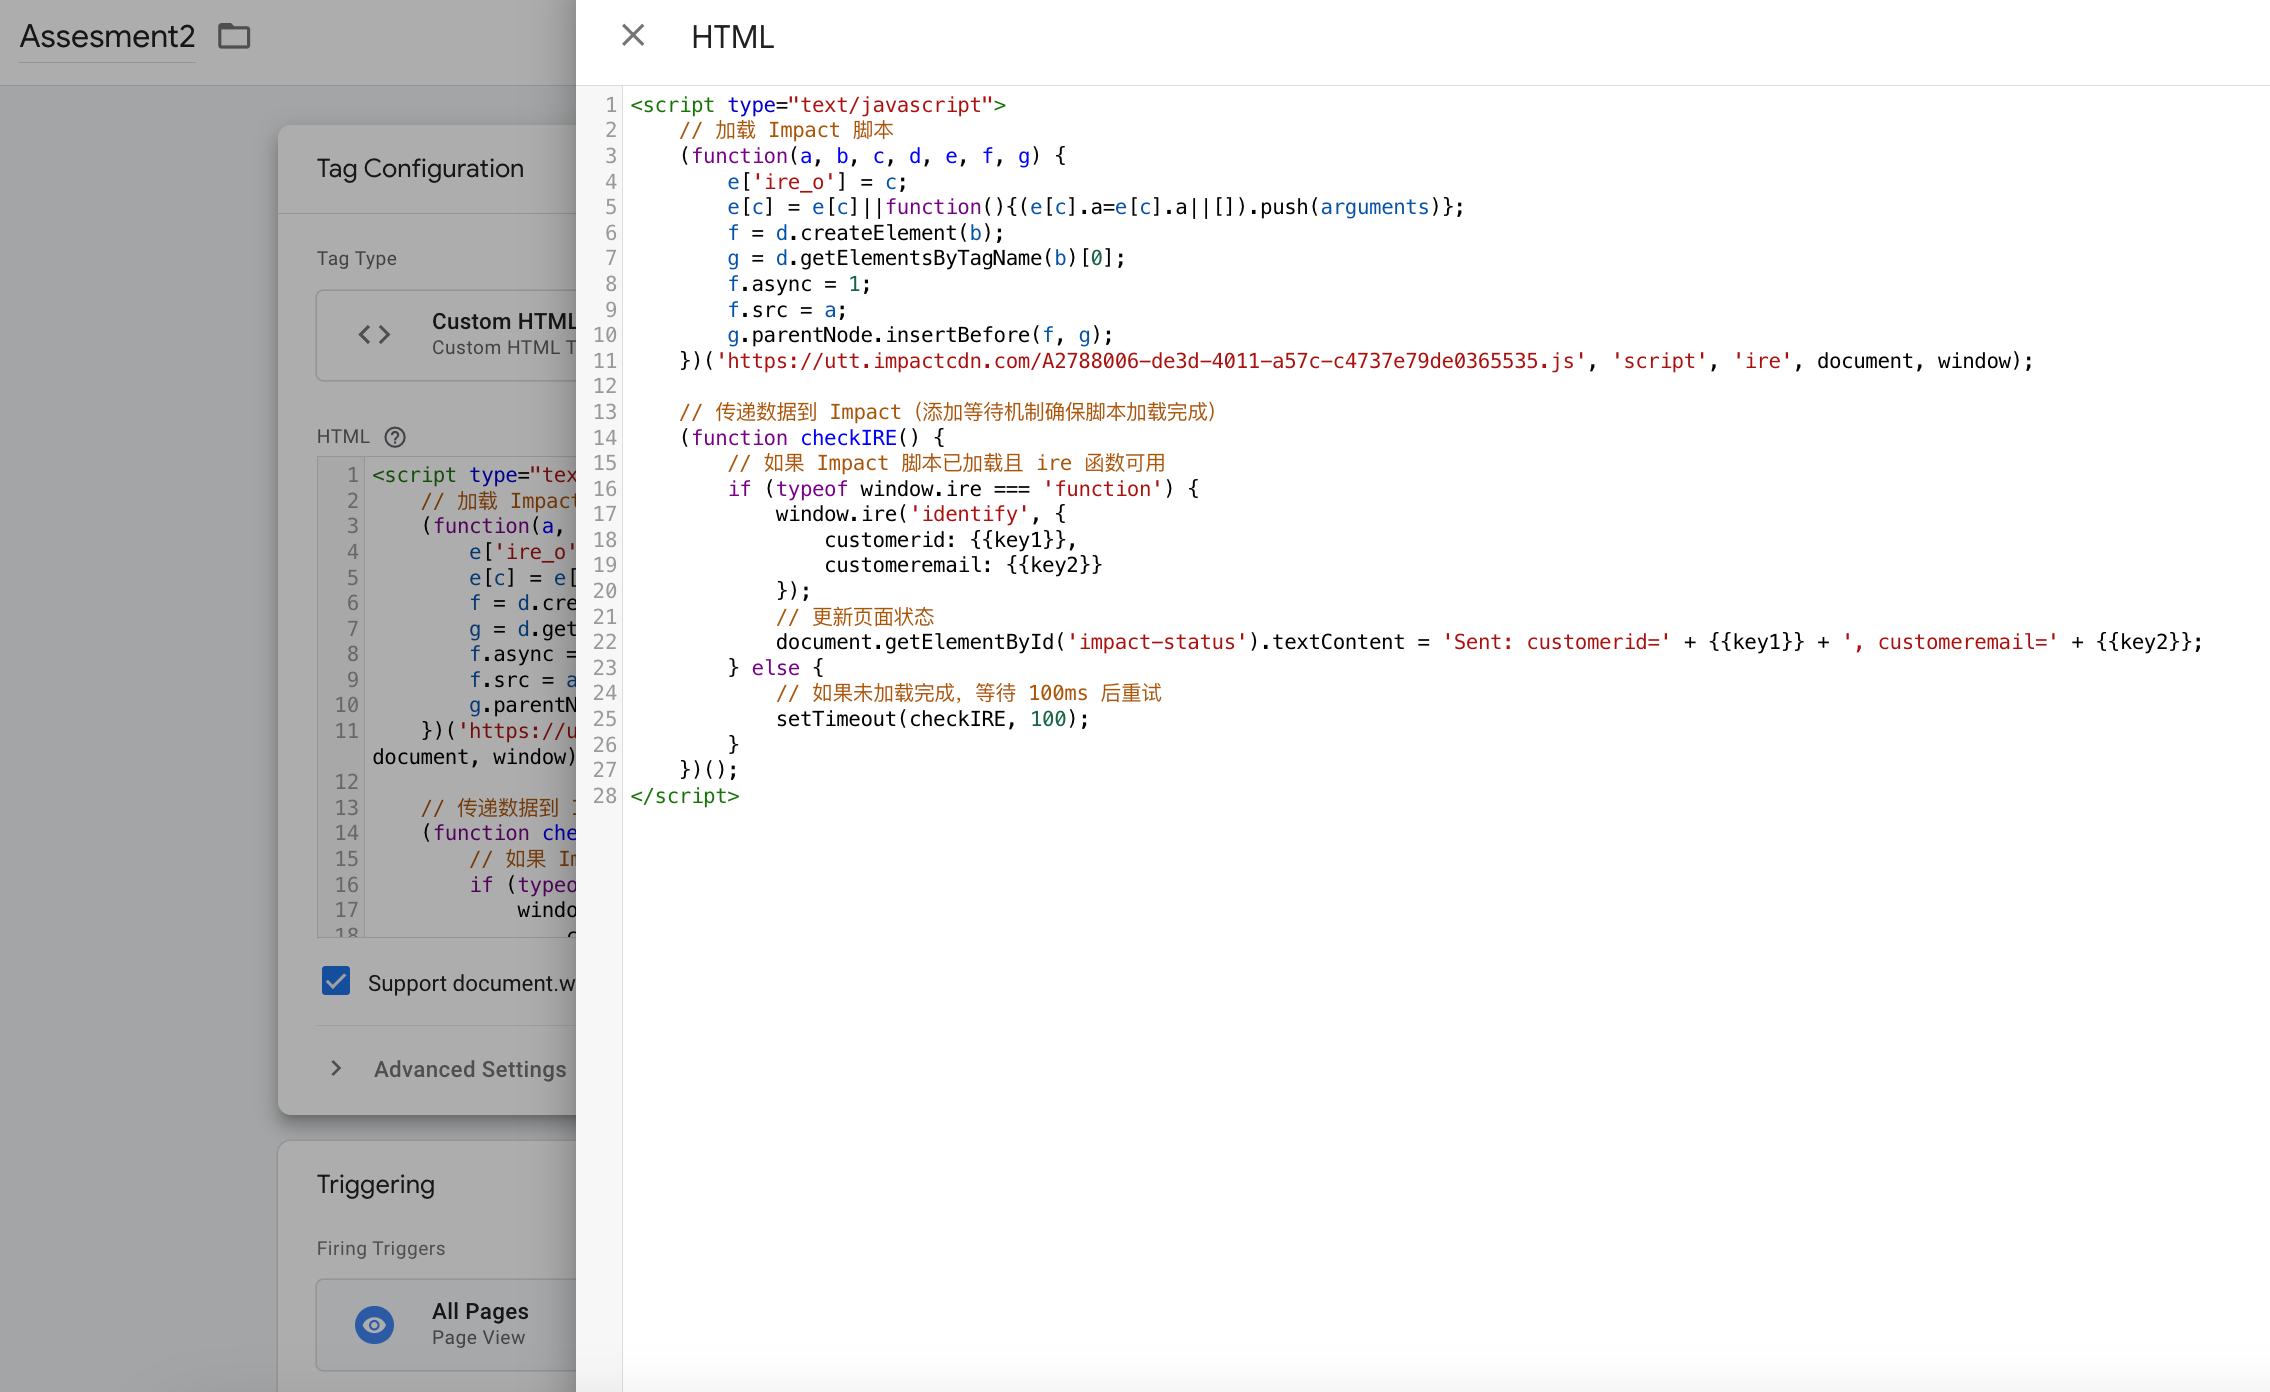 Assesment2
Tag Configuration
Tag Type
Custom HTML
Custom HTML T
HTML
1 <script type="tex
2 // 加载 Impact
3 (function(a,
4 e['ire_o'
5 e[c] = e[
6 f = d.cre
7 g = d.get
8 f.async =
9 f.src = a
10 g.parentN
11 })('https://u
document, window)
12
13 // 传递数据到 I
14 (function che
15 // 如果 Im
16 if (typeo
17 windo
18 c
Support document.w
Advanced Settings
Triggering
Firing Triggers
All Pages
Page View
HTML
1 <script type="text/javascript">
2 // 加载 Impact 脚本
3 (function(a, b, c, d, e, f, g) {
4 e['ire_o'] = c;
5 e[c] = e[c]||function(){(e[c].a=e[c].a||[]).push(arguments)};
6 f = d.createElement(b);
7 g = d.getElementsByTagName(b)[0];
8 f.async = 1;
9 f.src = a;
10 g.parentNode.insertBefore(f, g);
11 })('https://utt.impactcdn.com/A2788006-de3d-4011-a57c-c4737e79de0365535.js', 'script', 'ire', document, window);
12
13 // 传递数据到 Impact（添加等待机制确保脚本加载完成）
14 (function checkIRE() {
15 // 如果 Impact 脚本已加载且 ire 函数可用
16 if (typeof window.ire === 'function') {
17 window.ire('identify', {
18 customerid: {{key1}},
19 customeremail: {{key2}}
20 });
21 // 更新页面状态
22 document.getElementById('impact-status').textContent = 'Sent: customerid=' + {{key1}} + ', customeremail=' + {{key2}};
23 } else {
24 // 如果未加载完成，等待 100ms 后重试
25 setTimeout(checkIRE, 100);
26 }
27 })();
28 </script>